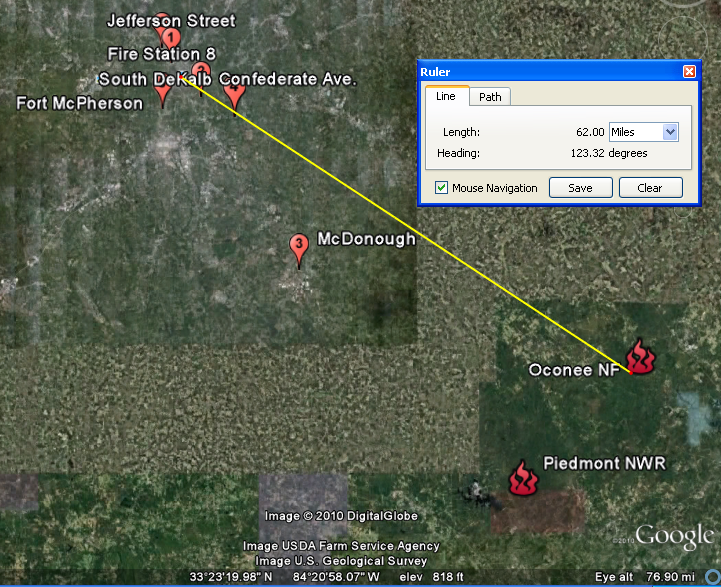 Jefferson Street
1
Fire Station 8
2
South DeKalb Confederate Ave.
4
Fort McPherson
Ruler
Line
Path
Length:
62.00 Miles
Heading:
123.32 degrees
Mouse Navigation
Save
Clear
3
McDonough
Oconee NF
Piedmont NWR
Image © 2010 DigitalGlobe
©2010 Google
Image USDA Farm Service Agency
Image U.S. Geological Survey
33°23'19.98" N 84°20'58.07" W elev 818 ft Eye alt 76.90 mi